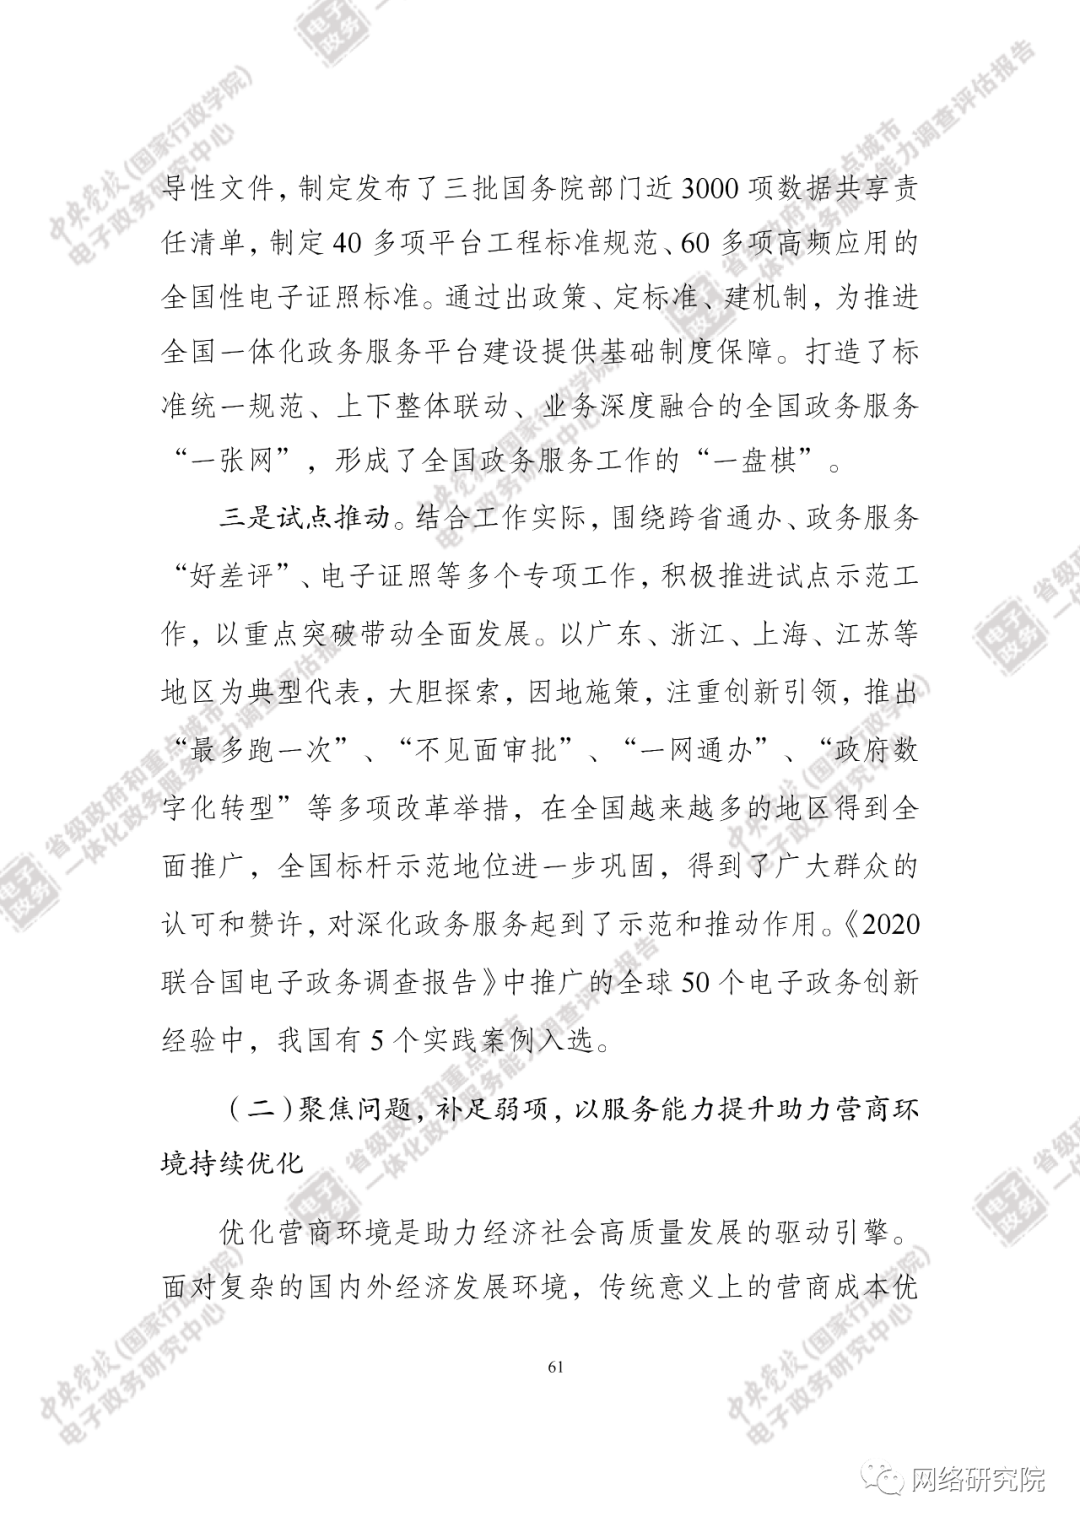 导性文件，制定发布了三批国务院部门近 3000 项数据共享责
任清单，制定 40 多项平台工程标准规范、60 多项高频应用的
全国性电子证照标准。通过出政策、定标准、建机制，为推进
全国一体化政务服务平台建设提供基础制度保障。打造了标
准统一规范、上下整体联动、业务深度融合的全国政务服务
“一张网”，形成了全国政务服务工作的“一盘棋”。
三是试点推动。结合工作实际，围绕跨省通办、政务服务
“好差评”、电子证照等多个专项工作，积极推进试点示范工
作，以重点突破带动全面发展。以广东、浙江、上海、江苏等
地区为典型代表，大胆探索，因地施策，注重创新引领，推出
“最多跑一次”、“不见面审批”、“一网通办”、“政府数
字化转型”等多项改革举措，在全国越来越多的地区得到全
面推广，全国标杆示范地位进一步巩固，得到了广大群众的
认可和赞许，对深化政务服务起到了示范和推动作用。《2020
联合国电子政务调查报告》中推广的全球 50 个电子政务创新
经验中，我国有 5 个实践案例入选。
（二）聚焦问题，补足弱项，以服务能力提升助力营商环
境持续优化
优化营商环境是助力经济社会高质量发展的驱动引擎。
面对复杂的国内外经济发展环境，传统意义上的营商成本优
61
网络研究院
中央党校（国家行政学院）
电子政务研究中心
省级政府和重点城市
一体化政务服务能力调查评估报告
电子
政务